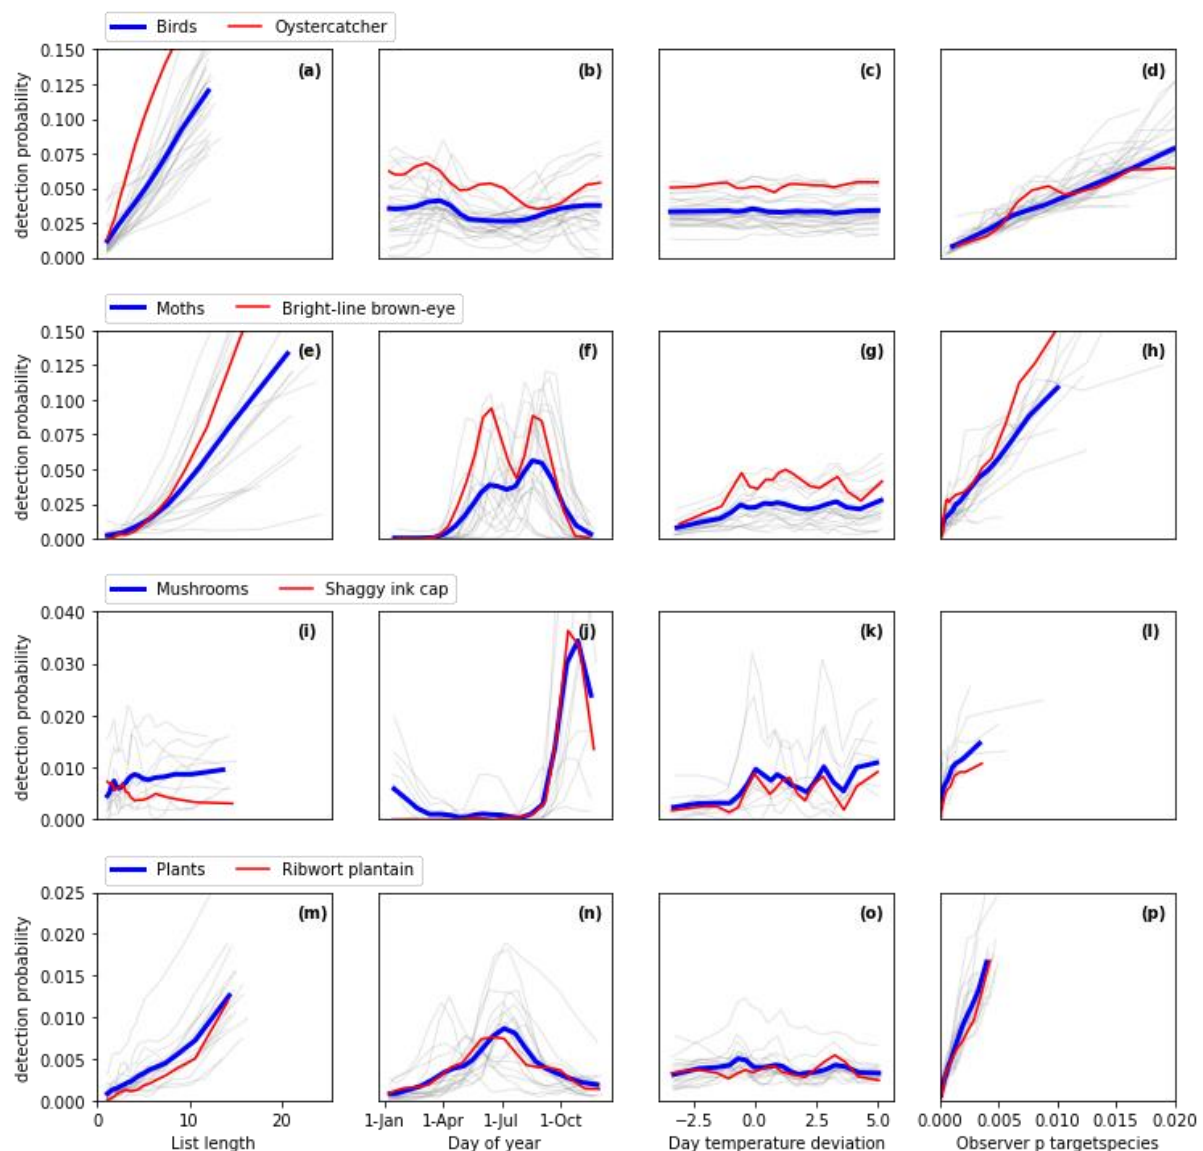 Birds Oystercatcher
0.150 (a) (b) (c) (d)
0.125
0.100
0.075
0.050
0.025
0.000
detection probability
Moths Bright-line brown-eye
0.150 (e) (f) (g) (h)
0.125
0.100
0.075
0.050
0.025
0.000
detection probability
Mushrooms Shaggy ink cap
0.040 (i) (j) (k) (l)
0.030
0.020
0.010
0.000
detection probability
Plants Ribwort plantain
0.025 (m) (n) (o) (p)
0.020
0.015
0.010
0.005
0.000
detection probability
0 10 20 1-Jan 1-Apr 1-Jul 1-Oct −2.5 0.0 2.5 5.0 0.000 0.005 0.010 0.015 0.020
List length Day of year Day temperature deviation Observer p targetspecies